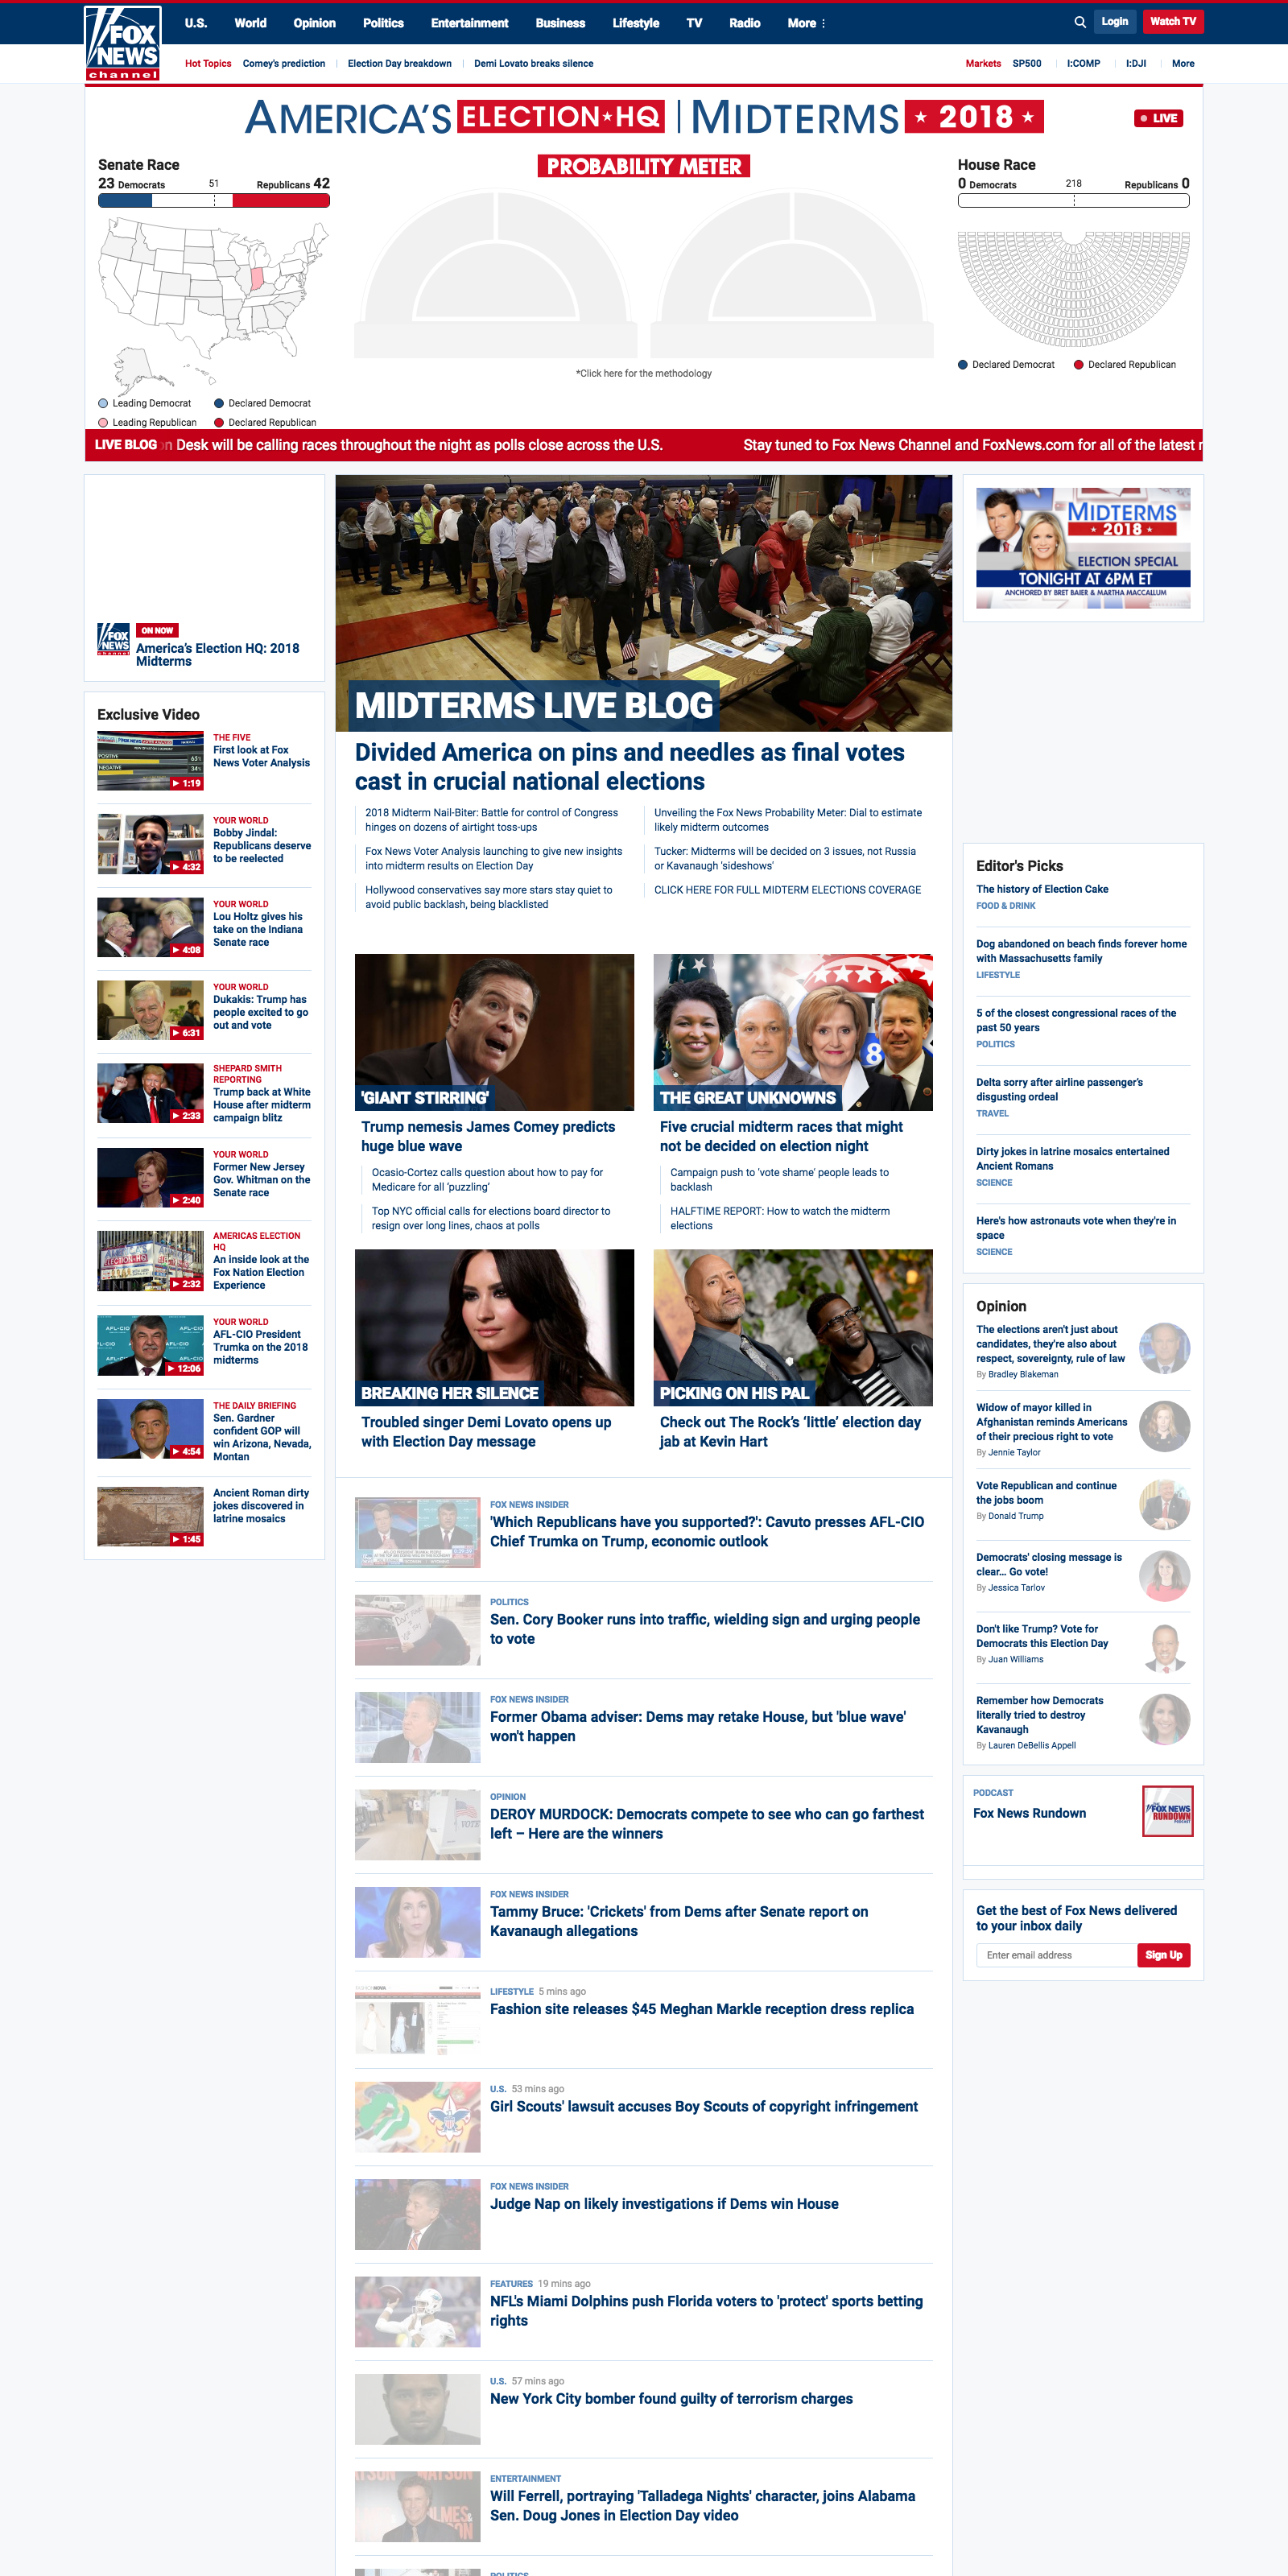 U.S.
World
Opinion
Politics
Entertainment
Business
Lifestyle
TV
Radio
More
Login
Watch TV
FOX
NEWS
channel
Hot Topics
Comey's prediction
Election Day breakdown
Demi Lovato breaks silence
Markets
SP500
I:COMP
I:DJI
More
AMERICA'S ELECTION HQ | MIDTERMS 2018
LIVE
Senate Race
23 Democrats
51
Republicans 42
Leading Democrat
Declared Democrat
Leading Republican
Declared Republican
PROBABILITY METER
*Click here for the methodology
House Race
0 Democrats
218
Republicans 0
Declared Democrat
Declared Republican
LIVE BLOG
Desk will be calling races throughout the night as polls close across the U.S.
Stay tuned to Fox News Channel and FoxNews.com for all of the latest
FOX
NEWS
channel
ON NOW
America's Election HQ: 2018
Midterms
Exclusive Video
THE FIVE
First look at Fox
News Voter Analysis
POSITIVE
65
NEGATIVE
34
1:19
YOUR WORLD
Bobby Jindal:
Republicans deserve
to be reelected
4:32
YOUR WORLD
Lou Holtz gives his
take on the Indiana
Senate race
4:08
YOUR WORLD
Dukakis: Trump has
people excited to go
out and vote
6:31
SHEPARD SMITH
REPORTING
Trump back at White
House after midterm
campaign blitz
2:33
YOUR WORLD
Former New Jersey
Gov. Whitman on the
Senate race
2:40
AMERICAS ELECTION
HQ
An inside look at the
Fox Nation Election
Experience
2:32
YOUR WORLD
AFL-CIO President
Trumka on the 2018
midterms
12:06
THE DAILY BRIEFING
Sen. Gardner
confident GOP will
win Arizona, Nevada,
Montan
4:54
Ancient Roman dirty
jokes discovered in
latrine mosaics
1:45
MIDTERMS LIVE BLOG
Divided America on pins and needles as final votes
cast in crucial national elections
2018 Midterm Nail-Biter: Battle for control of Congress
hinges on dozens of airtight toss-ups
Fox News Voter Analysis launching to give new insights
into midterm results on Election Day
Hollywood conservatives say more stars stay quiet to
avoid public backlash, being blacklisted
Unveiling the Fox News Probability Meter: Dial to estimate
likely midterm outcomes
Tucker: Midterms will be decided on 3 issues, not Russia
or Kavanaugh 'sideshows'
CLICK HERE FOR FULL MIDTERM ELECTIONS COVERAGE
'GIANT STIRRING'
Trump nemesis James Comey predicts
huge blue wave
Ocasio-Cortez calls question about how to pay for
Medicare for all 'puzzling'
Top NYC official calls for elections board director to
resign over long lines, chaos at polls
8
THE GREAT UNKNOWNS
Five crucial midterm races that might
not be decided on election night
Campaign push to 'vote shame' people leads to
backlash
HALFTIME REPORT: How to watch the midterm
elections
BREAKING HER SILENCE
Troubled singer Demi Lovato opens up
with Election Day message
PICKING ON HIS PAL
Check out The Rock's 'little' election day
jab at Kevin Hart
FOX NEWS INSIDER
'Which Republicans have you supported?': Cavuto presses AFL-CIO
Chief Trumka on Trump, economic outlook
POLITICS
Sen. Cory Booker runs into traffic, wielding sign and urging people
to vote
FOX NEWS INSIDER
Former Obama adviser: Dems may retake House, but 'blue wave'
won't happen
OPINION
DEROY MURDOCK: Democrats compete to see who can go farthest
left – Here are the winners
VOTE
FOX NEWS INSIDER
Tammy Bruce: 'Crickets' from Dems after Senate report on
Kavanaugh allegations
LIFESTYLE 5 mins ago
Fashion site releases $45 Meghan Markle reception dress replica
U.S. 53 mins ago
Girl Scouts' lawsuit accuses Boy Scouts of copyright infringement
FOX NEWS INSIDER
Judge Nap on likely investigations if Dems win House
FEATURES 19 mins ago
NFL's Miami Dolphins push Florida voters to 'protect' sports betting
rights
U.S. 57 mins ago
New York City bomber found guilty of terrorism charges
ENTERTAINMENT
Will Ferrell, portraying 'Talladega Nights' character, joins Alabama
Sen. Doug Jones in Election Day video
POLITICS
MIDTERMS
2018
ELECTION SPECIAL
TONIGHT AT 6PM ET
ANCHORED BY BRET BAIER & MARTHA MACCALLUM
Editor's Picks
The history of Election Cake
FOOD & DRINK
Dog abandoned on beach finds forever home
with Massachusetts family
LIFESTYLE
5 of the closest congressional races of the
past 50 years
POLITICS
Delta sorry after airline passenger's
disgusting ordeal
TRAVEL
Dirty jokes in latrine mosaics entertained
Ancient Romans
SCIENCE
Here's how astronauts vote when they're in
space
SCIENCE
Opinion
The elections aren't just about
candidates, they're also about
respect, sovereignty, rule of law
By Bradley Blakeman
Widow of mayor killed in
Afghanistan reminds Americans
of their precious right to vote
By Jennie Taylor
Vote Republican and continue
the jobs boom
By Donald Trump
Democrats' closing message is
clear... Go vote!
By Jessica Tarlov
Don't like Trump? Vote for
Democrats this Election Day
By Juan Williams
Remember how Democrats
literally tried to destroy
Kavanaugh
By Lauren DeBellis Appell
PODCAST
Fox News Rundown
FOX NEWS
RUNDOWN
Get the best of Fox News delivered
to your inbox daily
Enter email address
Sign Up